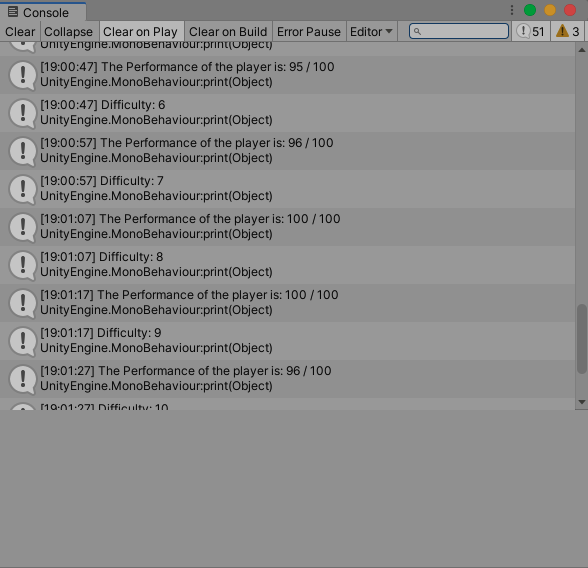 Console
Clear Collapse Clear on Play Clear on Build Error Pause Editor 51 3
UnityEngine.MonoBehaviour:print(Object)
[19:00:47] The Performance of the player is: 95 / 100
UnityEngine.MonoBehaviour:print(Object)
[19:00:47] Difficulty: 6
UnityEngine.MonoBehaviour:print(Object)
[19:00:57] The Performance of the player is: 96 / 100
UnityEngine.MonoBehaviour:print(Object)
[19:00:57] Difficulty: 7
UnityEngine.MonoBehaviour:print(Object)
[19:01:07] The Performance of the player is: 100 / 100
UnityEngine.MonoBehaviour:print(Object)
[19:01:07] Difficulty: 8
UnityEngine.MonoBehaviour:print(Object)
[19:01:17] The Performance of the player is: 100 / 100
UnityEngine.MonoBehaviour:print(Object)
[19:01:17] Difficulty: 9
UnityEngine.MonoBehaviour:print(Object)
[19:01:27] The Performance of the player is: 96 / 100
UnityEngine.MonoBehaviour:print(Object)
[19:01:27] Difficulty: 10